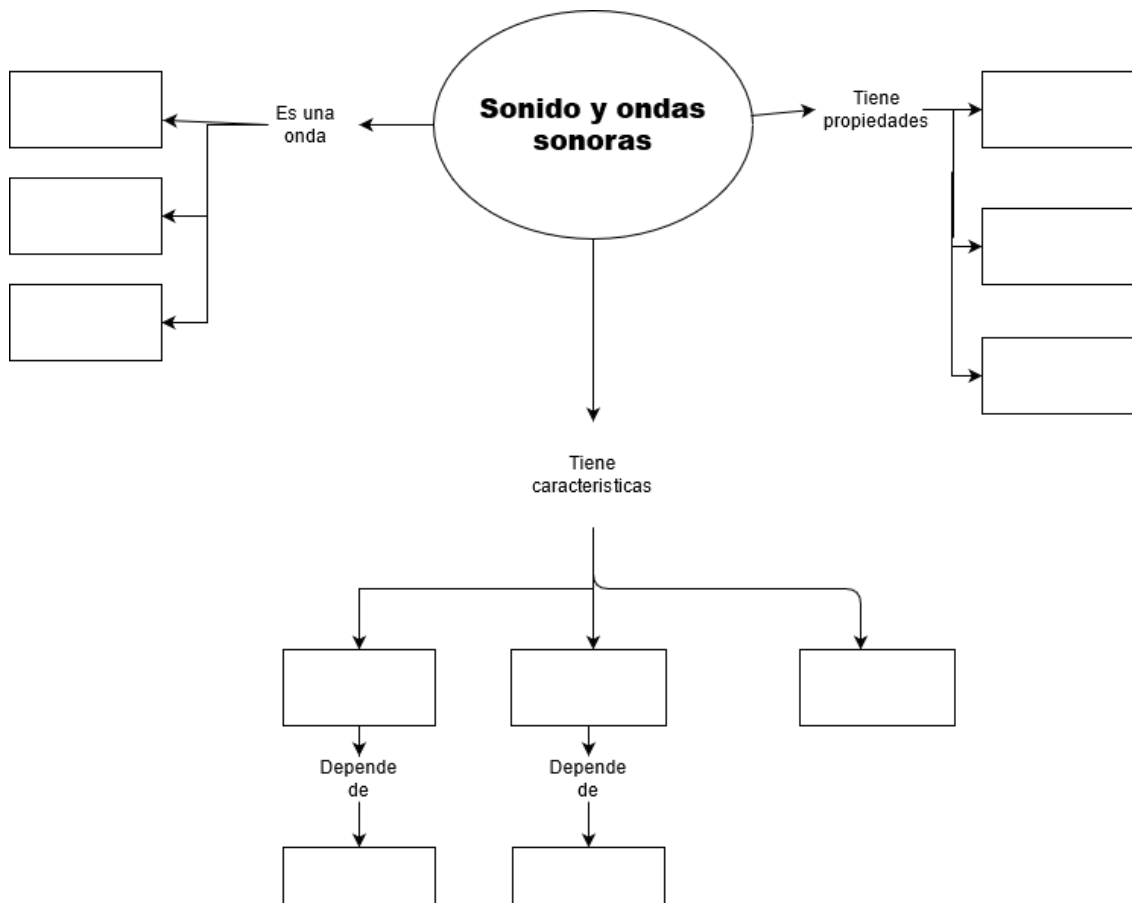 Sonido y ondas
sonoras
Es una
onda
Tiene
propiedades
Tiene
caracteristicas
Depende
de
Depende
de